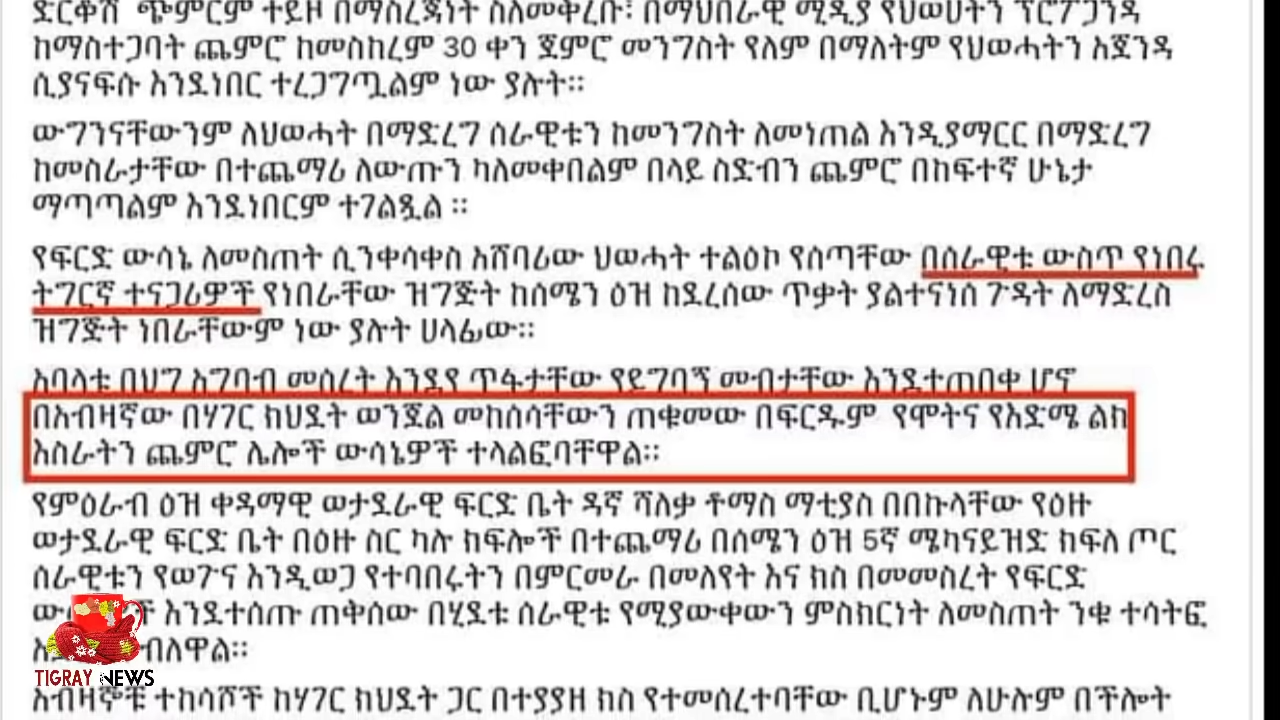 ድርቆሽ ጭምርም ተይዞ በማስረጃነት ስለመቅረቡ፣ በማህበራዊ ሚዲያ የህወሀትን ፕሮፖጋንዳ
ከማስተጋባት ጨምሮ ከመስከረም 30 ቀን ጀምሮ መንግስት የለም በማለትም የህወሓትን አጀንዳ
ሲያናፍሱ እንደነበር ተረጋግጧልም ነው ያሉት።
ውግንናቸውንም ለህወሓት በማድረግ ሰራዊቱን ከመንግስት ለመነጠል እንዲያማርር በማድረግ
ከመስራታቸው በተጨማሪ ለውጡን ካለመቀበልም በላይ ስድብን ጨምሮ በከፍተኛ ሁኔታ
ማጣጣልም እንደነበርም ተገልጿል ።
የፍርድ ውሳኔ ለመስጠት ሲንቀሳቀስ አሸባሪው ህወሓት ተልዕኮ የሰጣቸው በሰራዊቱ ውስጥ የነበሩ
ትግርኛ ተናጋሪዎች የነበራቸው ዝግጅት ከሰሜን ዕዝ ከደረሰው ጥቃት ያልተናነሰ ጉዳት ለማድረስ
ዝግጅት ነበራቸውም ነው ያሉት ሀላፊው።
አባላቱ በህግ አግባብ መሰረት እንደየ ጥፋታቸው የይግባኝ መብታቸው እንደተጠበቀ ሆኖ
በአብዛኛው በሃገር ክህደት ወንጀል መከሰሳቸውን ጠቁመው በፍርዱም የሞትና የእድሜ ልክ
እስራትን ጨምሮ ሌሎች ውሳኔዎች ተላልፎባቸዋል።
የምዕራብ ዕዝ ቀዳማዊ ወታደራዊ ፍርድ ቤት ዳኛ ሻለቃ ቶማስ ማቲያስ በበኩላቸው የዕዙ
ወታደራዊ ፍርድ ቤት በዕዙ ስር ካሉ ክፍሎች በተጨማሪ በሰሜን ዕዝ 5ኛ ሜካናይዝድ ክፍለ ጦር
ሰራዊቱን የወጉና እንዲወጋ የተባበሩትን በምርመራ በመለየት እና ክስ በመመስረት የፍርድ
እንደተሰጡ ጠቅሰው በሂደቱ ሰራዊቱ የሚያውቀውን ምስክርነት ለመስጠት ንቁ ተሳትፎ
ብለዋል።
አብዛኞቹ ተከሳሾች ከሃገር ክህደት ጋር በተያያዘ ክስ የተመሰረተባቸው ቢሆኑም ለሁሉም በችሎት
TIGRAY NEWS